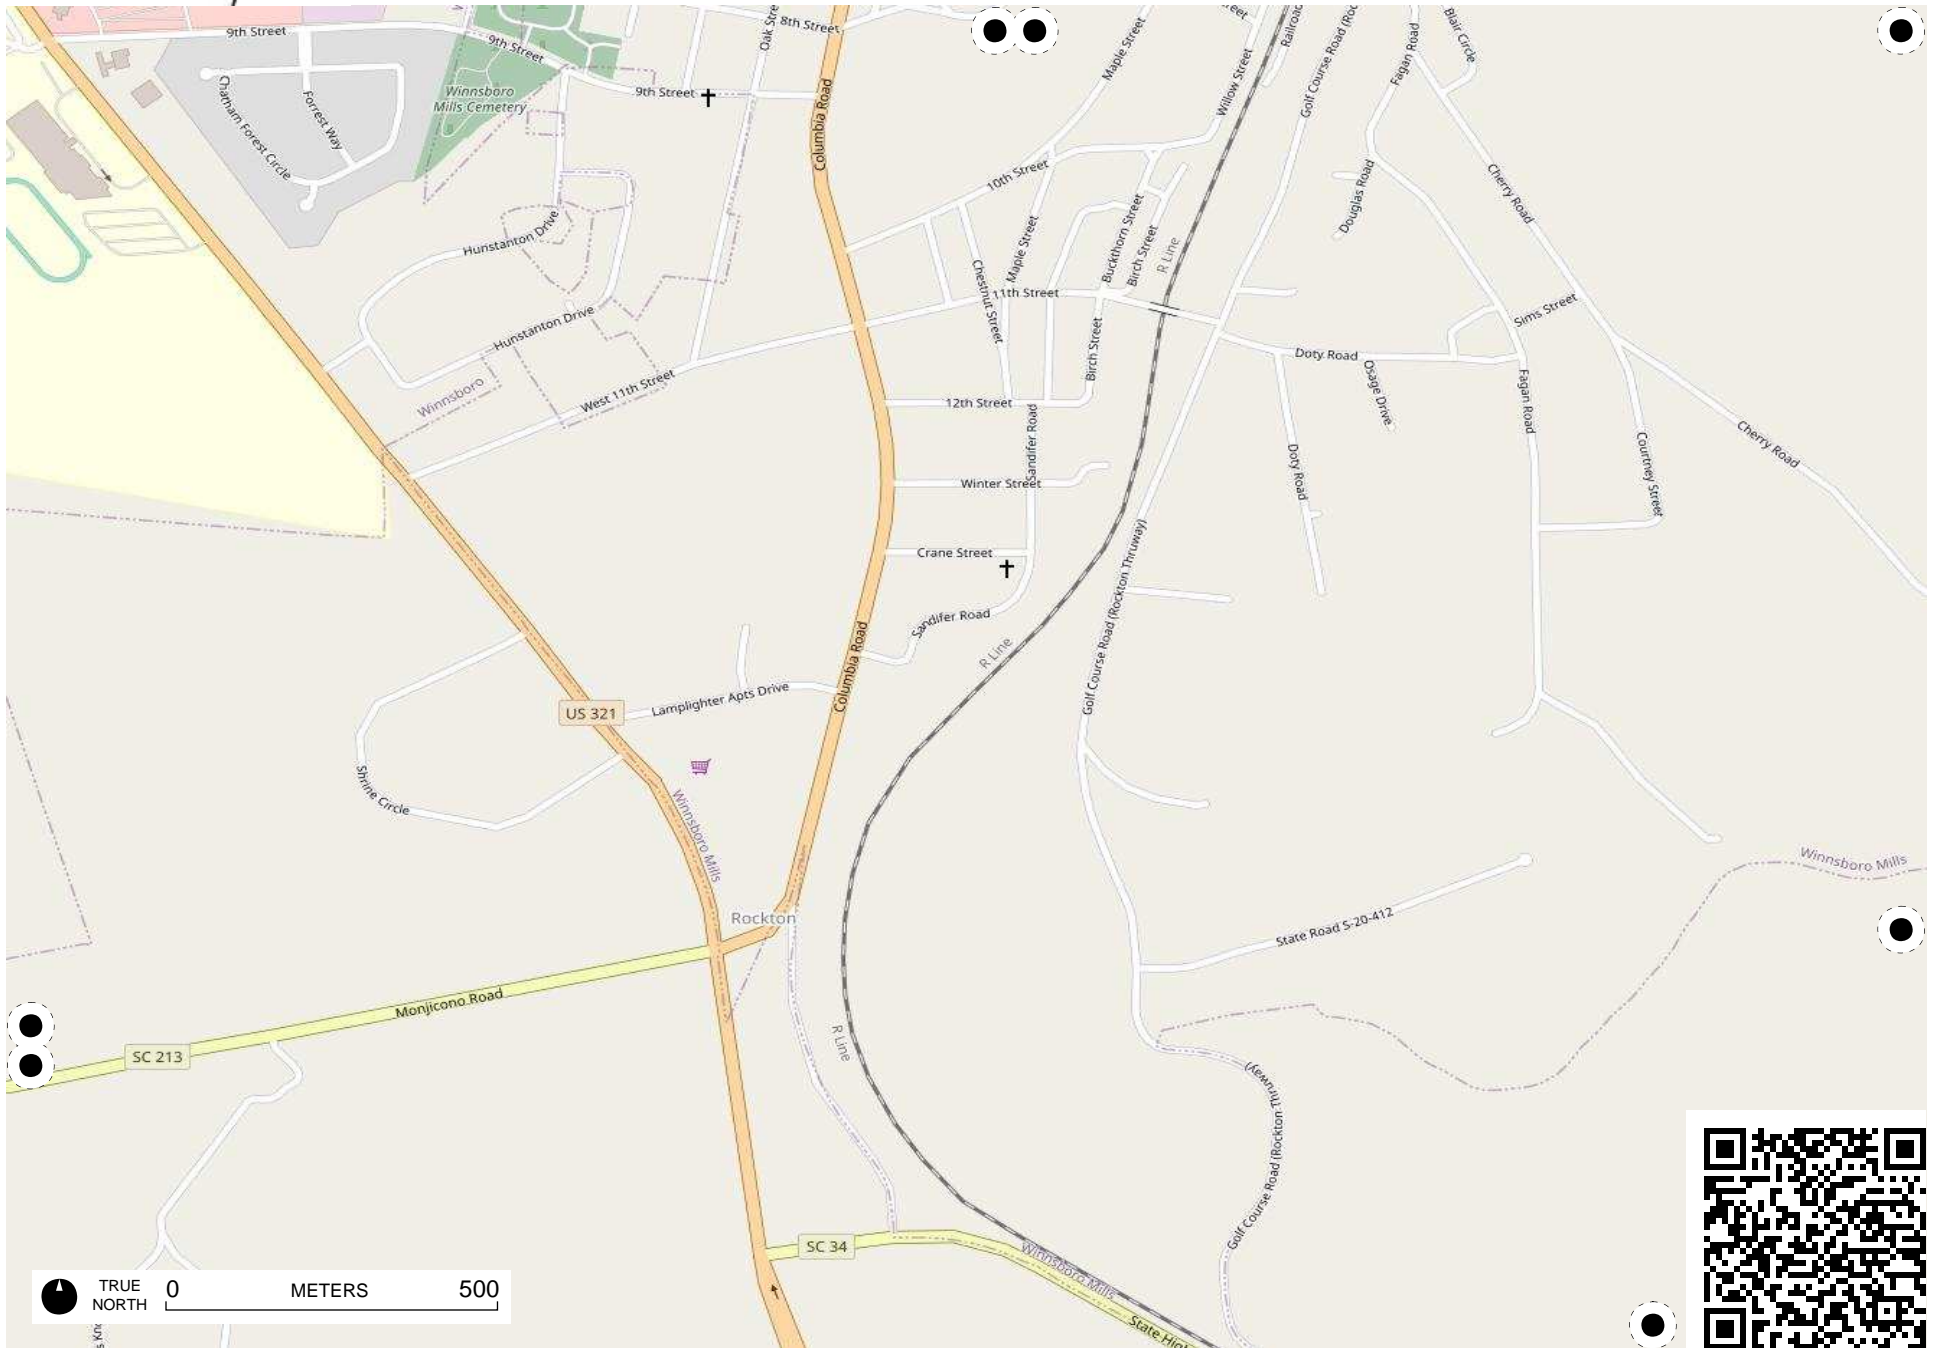 9th Street
9th Street
Oak Stre
8th Street
Maple Street
Willow Street
Railroad
Golf Course Road (Roc
Fagan Road
Blair Circle
Charham Forest Circle
Forrest Way
Winnsboro
Mills Cemetery
9th Street
Columbia Road
10th Street
Douglas Road
Cherry Road
Hunstanton Drive
Maple Street
Buckthorn Street
Birch Street
R Line
Chestnut Street
11th Street
Hunstanton Drive
Sims Street
Birch Street
Doty Road
Osage Drive
Fagan Road
Winnsboro
West 11th Street
12th Street
Sandifer Road
Doty Road
Courtney Street
Cherry Road
Winter Street
Crane Street
Golf Course Road (Rockton Thruway)
Sandifer Road
Columbia Road
R Line
Lamplighter Apts Drive
US 321
Shrine Circle
Winnsboro Mills
Winnsboro Mills
Rockton
State Road S-20-412
Monjicono Road
SC 213
R Line
Golf Course Road (Rockton Thruway)
SC 34
Winnsboro Mills
State High
TRUE
NORTH
0 METERS 500
s Kno